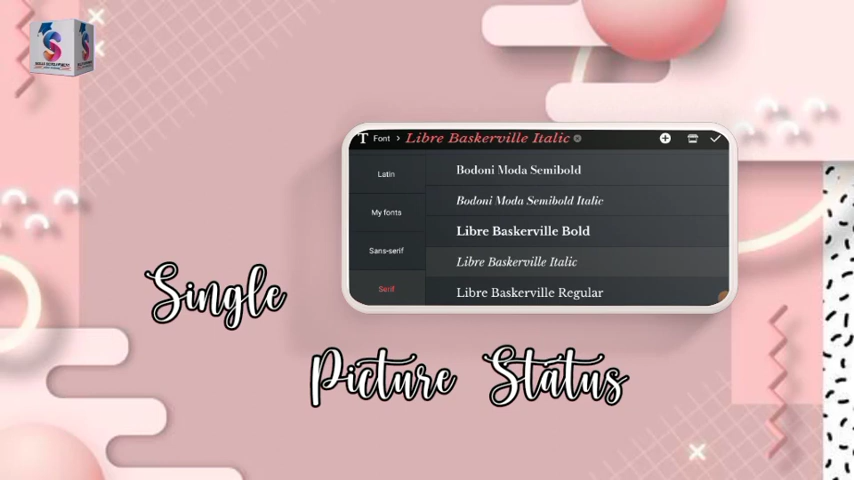 T Font > Libre Baskerville Italic
Latin
My fonts
Sans-serif
Serif
Bodoni Moda Semibold
Bodoni Moda Semibold Italic
Libre Baskerville Bold
Libre Baskerville Italic
Libre Baskerville Regular
Single
Picture Status